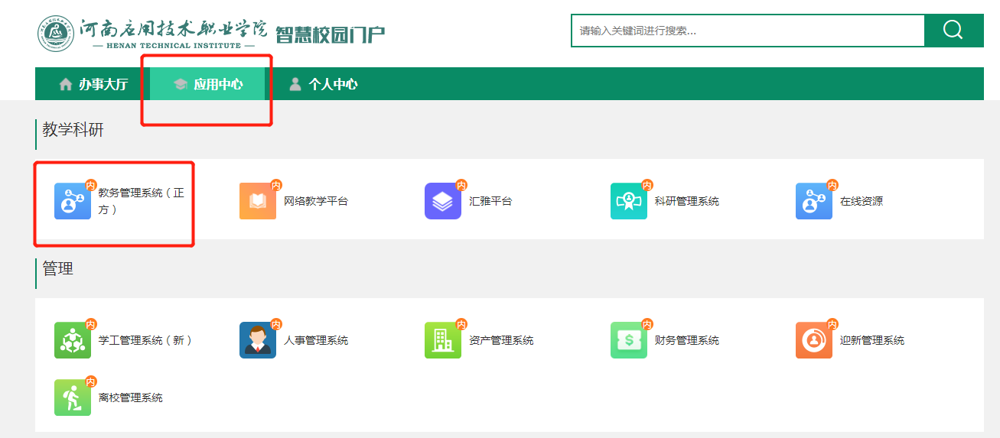 河南应用技术职业学院 智慧校园门户
HENAN TECHNICAL INSTITUTE
请输入关键词进行搜索...
办事大厅 应用中心 个人中心
教学科研
内 内 内 内 内
教务管理系统（正
方）
网络教学平台
汇雅平台
科研管理系统
在线资源
管理
内 内 内 内 内
学工管理系统（新）
人事管理系统
资产管理系统
财务管理系统
迎新管理系统
内
离校管理系统